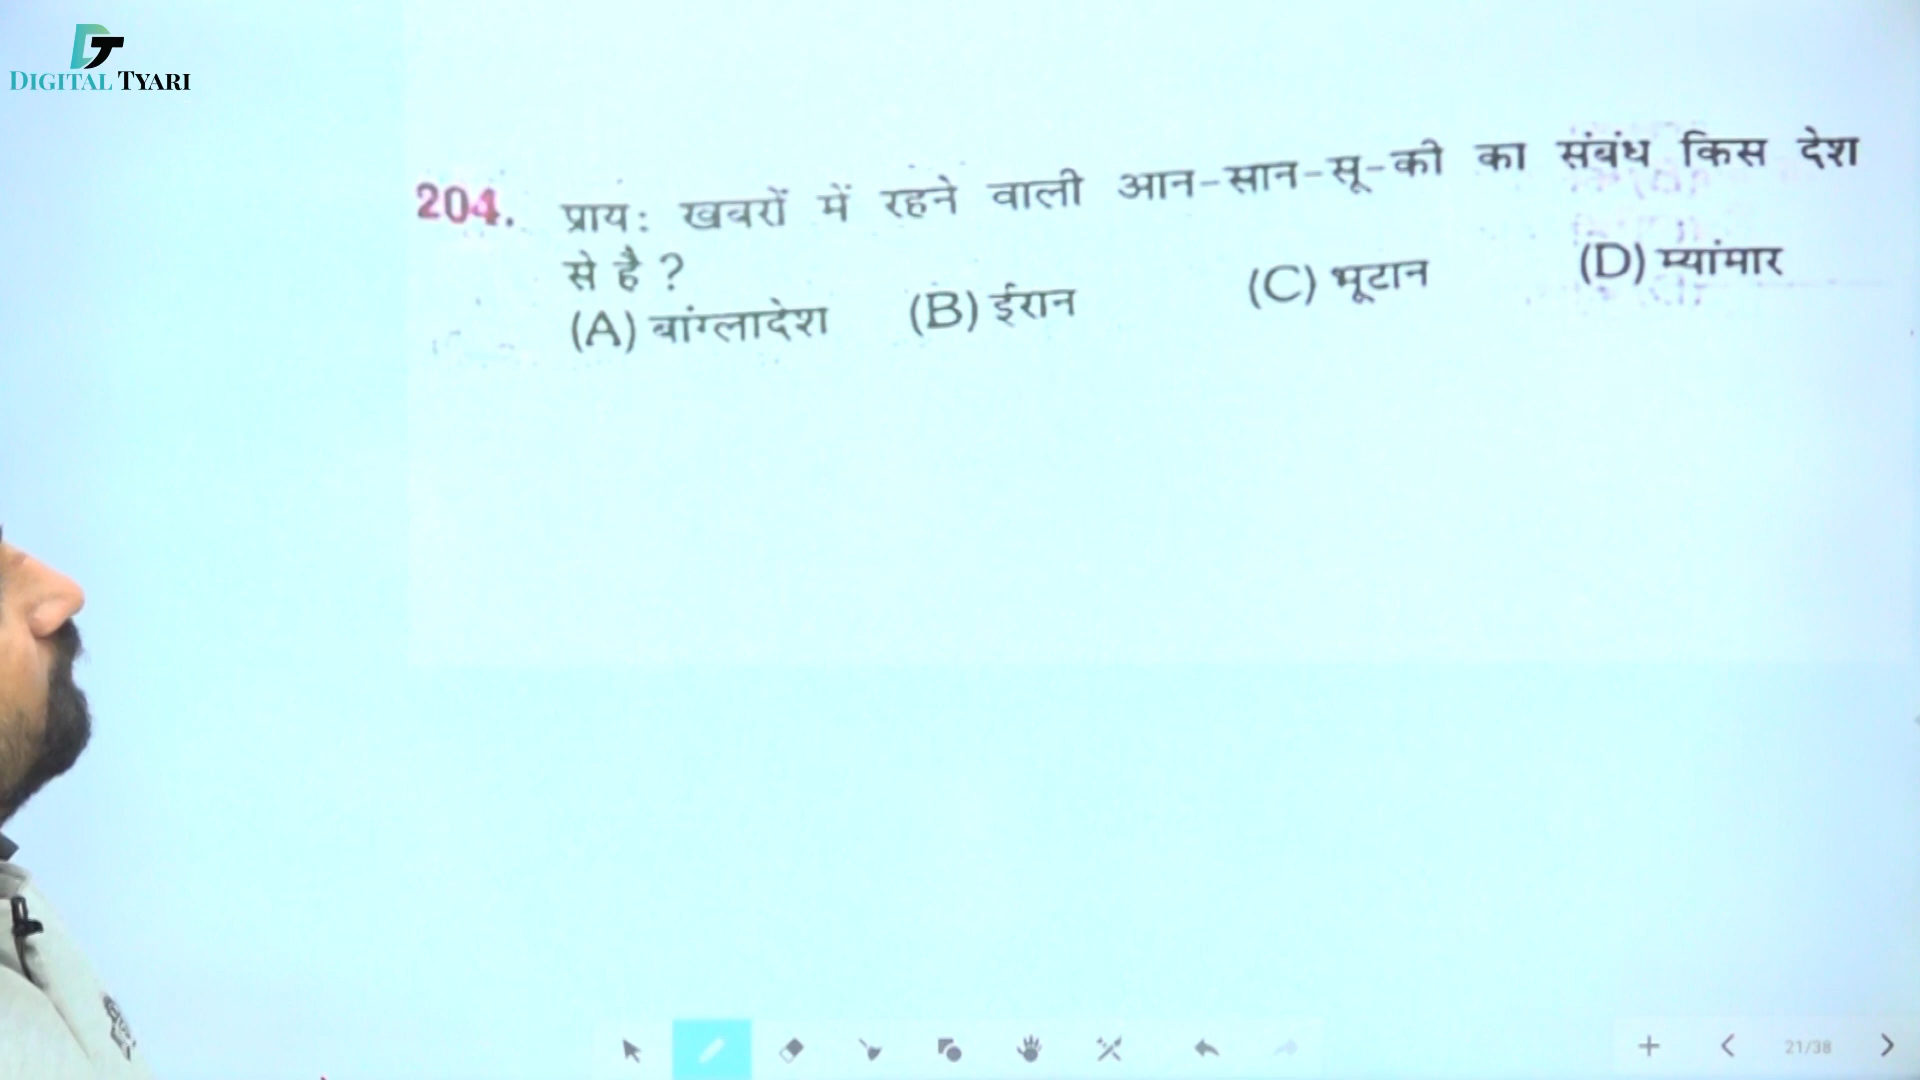 DIGITAL TYARI
204. प्राय: खबरों में रहने वाली आन-सान-सू-की का संबंध किस देश
से है ?
(A) बांग्लादेश (B) ईरान (C) भूटान (D) म्यांमार
21/38